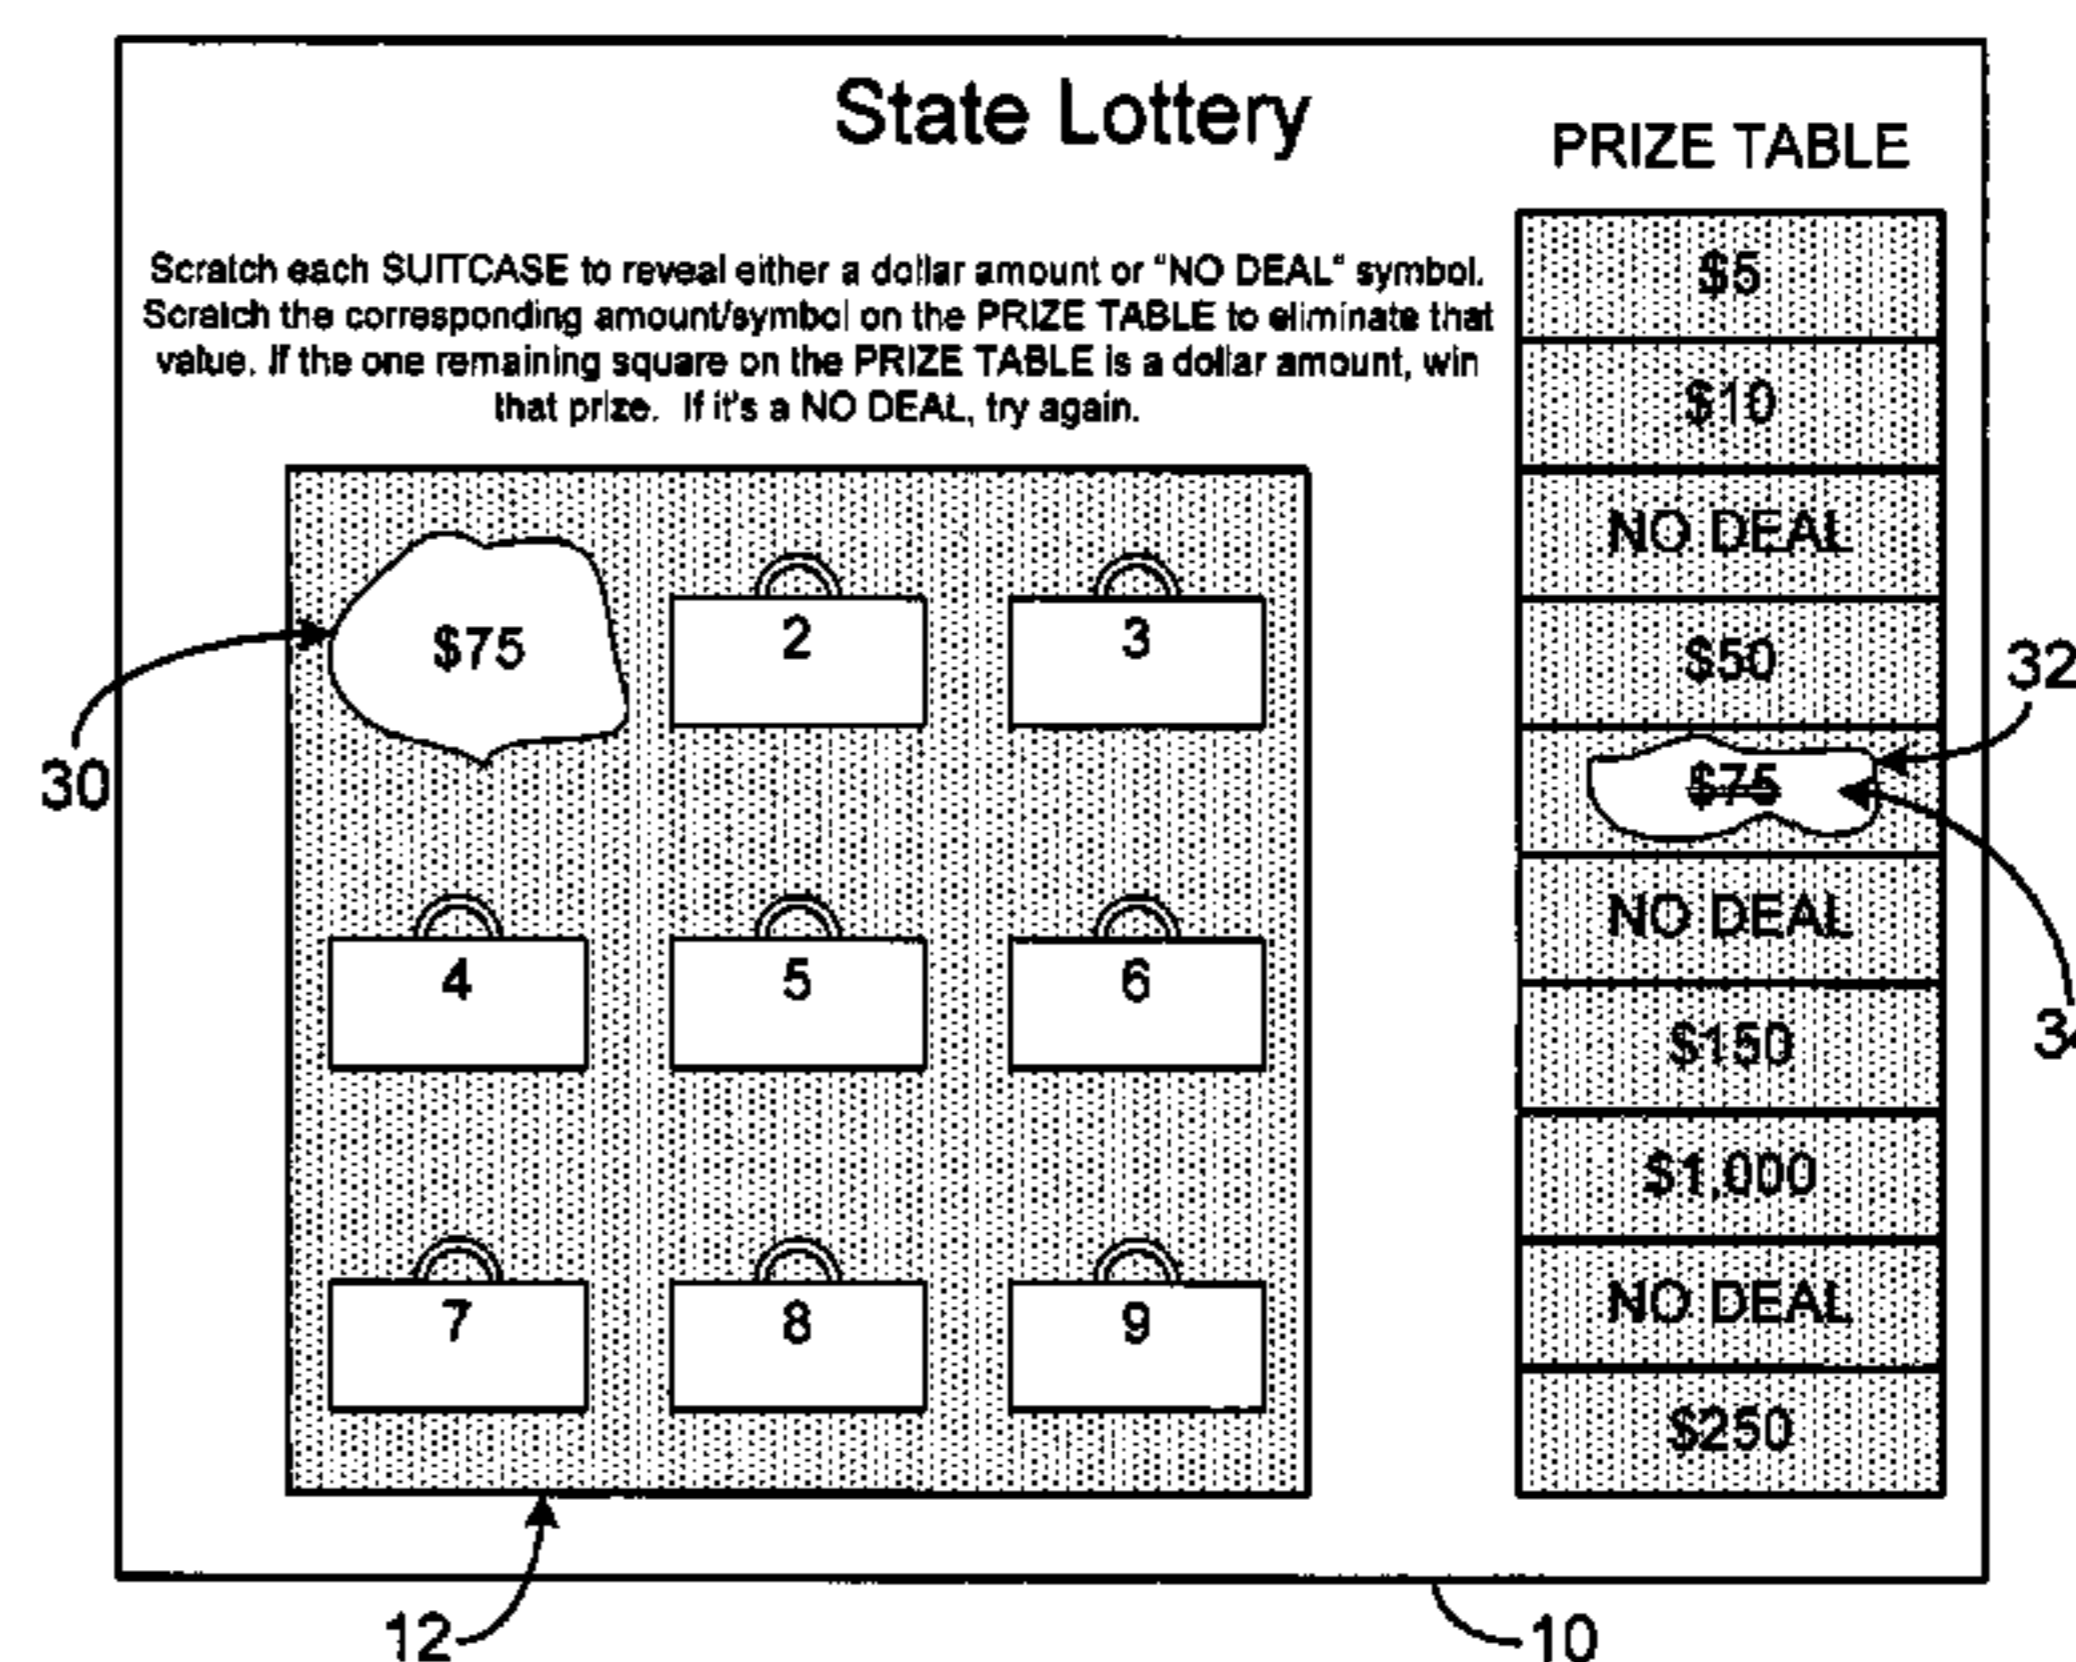 State Lottery
PRIZE TABLE
Scratch each SUITCASE to reveal either a dollar amount or "NO DEAL" symbol.
Scratch the corresponding amount/symbol on the PRIZE TABLE to eliminate that
value. If the one remaining square on the PRIZE TABLE is a dollar amount, win
that prize. If it's a NO DEAL, try again.
$5
$10
NO DEAL
$50
$75
NO DEAL
$150
$1,000
NO DEAL
$250
$75
2
3
4
5
6
7
8
9
30
32
12
10